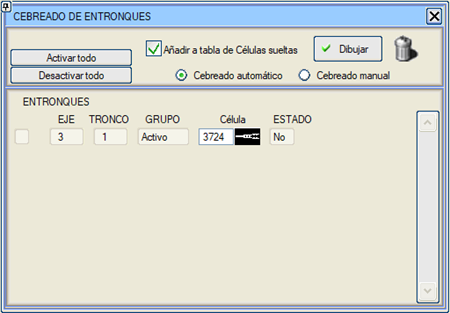 CEBREADO DE ENTRONQUES
Activar todo
Desactivar todo
Añadir a tabla de Células sueltas
Dibujar
Cebreado automático
Cebreado manual
ENTRONQUES
EJE TRONCO GRUPO Célula ESTADO
3 1 Activo 3724 No